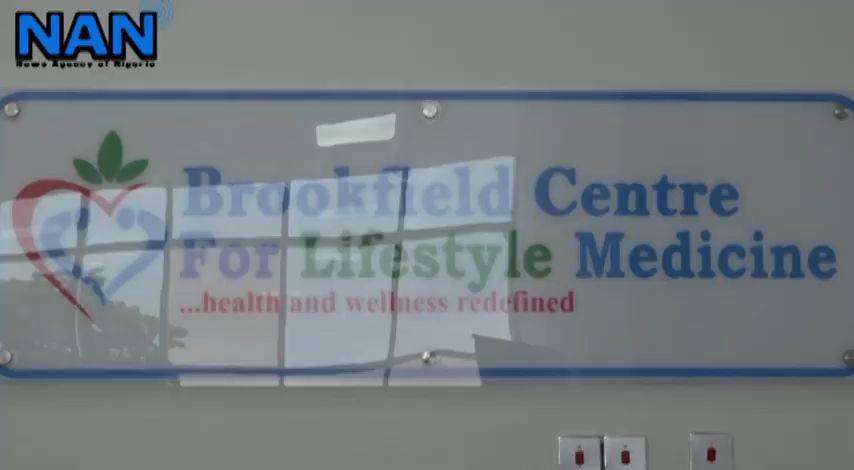 NAN
News Agency of Nigeria
Brookfield Centre
For Lifestyle Medicine
...health and wellness redefined